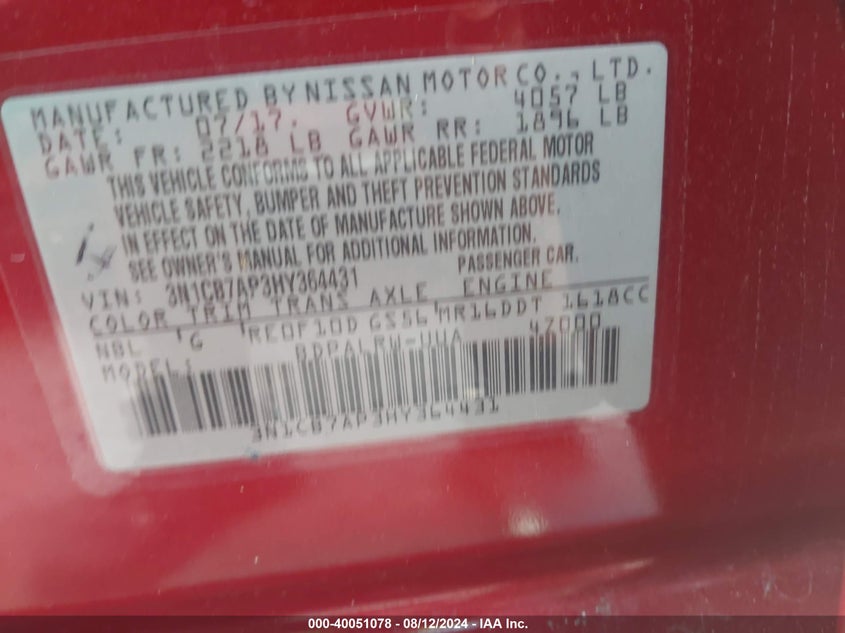 MANUFACTURED BY NISSAN MOTOR CO., LTD.
DATE: 07/17. GVWR: 4057 LB
GAWR FR: 2218 LB GAWR RR: 1896 LB
THIS VEHICLE CONFORMS TO ALL APPLICABLE FEDERAL MOTOR
VEHICLE SAFETY, BUMPER AND THEFT PREVENTION STANDARDS
IN EFFECT ON THE DATE OF MANUFACTURE SHOWN ABOVE.
SEE OWNER'S MANUAL FOR ADDITIONAL INFORMATION.
VIN: 3N1CB7AP3HY364431 PASSENGER CAR.
COLOR TRIM TRANS AXLE ENGINE
NBL G RE0F10D GS56 MR16DDT 1618CC
MODEL: 47000
3N1CB7AP3HY364431
000-40051078 - 08/12/2024 - IAA Inc.